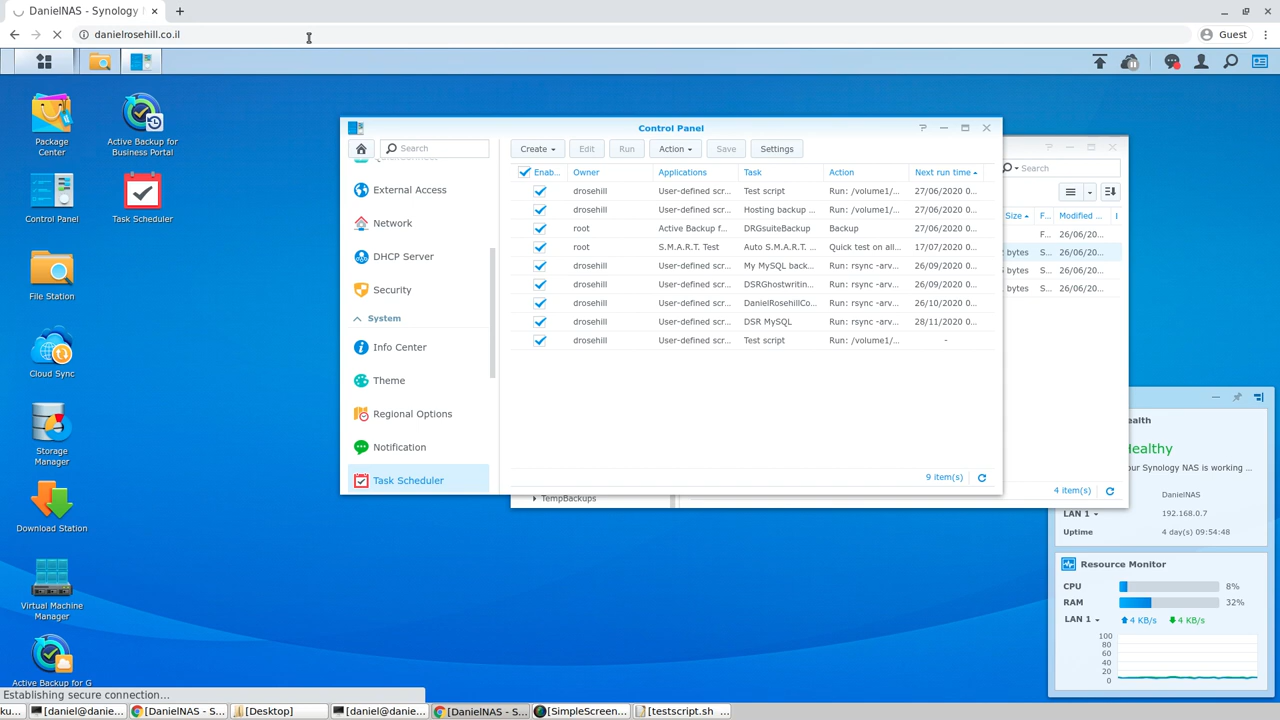 DanielNAS - Synology
danielrosehill.co.il
Guest
Package
Center
Active Backup for
Business Portal
Control Panel
Task Scheduler
File Station
Cloud Sync
Storage
Manager
Download Station
Virtual Machine
Manager
Active Backup for G
Control Panel
Search
External Access
Network
DHCP Server
Security
System
Info Center
Theme
Regional Options
Notification
Task Scheduler
Create Edit Run Action Save Settings
Enab... Owner Applications Task Action Next run time
drosehill User-defined scr... Test script Run: /volume1/... 27/06/2020 0...
drosehill User-defined scr... Hosting backup ... Run: /volume1/... 27/06/2020 0...
root Active Backup f... DRGsuiteBackup Backup 27/06/2020 0...
root S.M.A.R.T. Test Auto S.M.A.R.T. ... Quick test on all... 17/07/2020 0...
drosehill User-defined scr... My MySQL back... Run: rsync -arv... 26/09/2020 0...
drosehill User-defined scr... DSRGhostwritin... Run: rsync -arv... 26/09/2020 0...
drosehill User-defined scr... DanielRosehillCo... Run: rsync -arv... 26/10/2020 0...
drosehill User-defined scr... DSR MySQL Run: rsync -arv... 28/11/2020 0...
drosehill User-defined scr... Test script Run: /volume1/... -
9 item(s)
Search
Size F... Modified ...
F... 26/06/20...
bytes S... 26/06/20...
bytes S... 26/06/20...
bytes S... 26/06/20...
TempBackups
4 item(s)
ealth
Healthy
our Synology NAS is working ...
DanielNAS
LAN 1 192.168.0.7
Uptime 4 day(s) 09:54:48
Resource Monitor
CPU 8%
RAM 32%
LAN 1 4 KB/s 4 KB/s
100
80
60
40
20
0
Establishing secure connection...
ku... [daniel@danie... [DanielNAS - S... [Desktop] [daniel@danie... [DanielNAS - S... [SimpleScreen... [testscript.sh ...